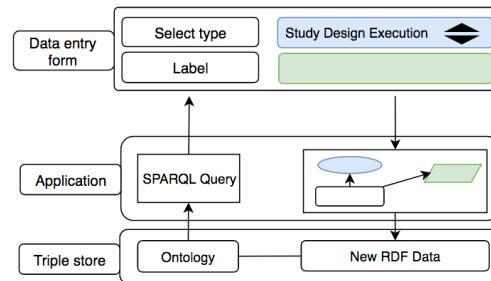 Data entry
form
Select type
Study Design Execution
Label
Application
SPARQL Query
Triple store
Ontology
New RDF Data